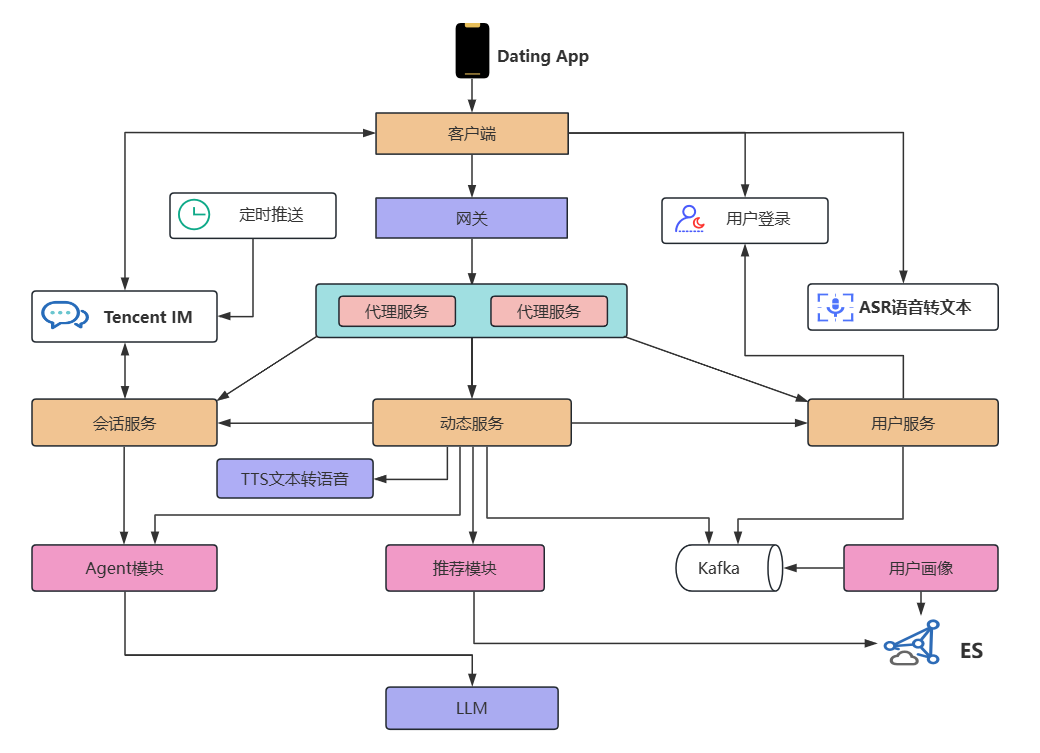 Dating App
客户端
定时推送
网关
用户登录
Tencent IM
代理服务
代理服务
ASR语音转文本
会话服务
动态服务
用户服务
TTS文本转语音
Agent模块
推荐模块
Kafka
用户画像
ES
LLM